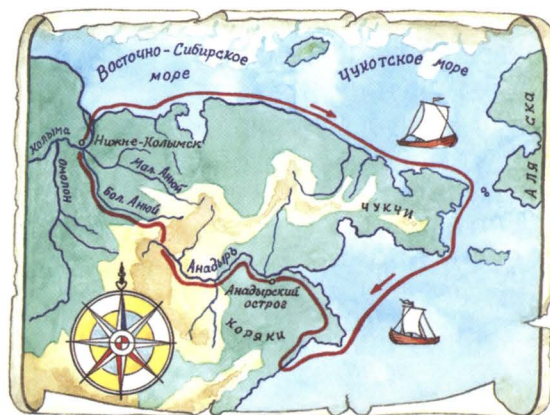 Восточно-Сибирское
море
Чукотское море
Аляска
Нижне-Колымск
Колыма
Омолон
Мал. Анюй
Бол. Анюй
чукчи
Анадырь
Анадырский
острог
коряки